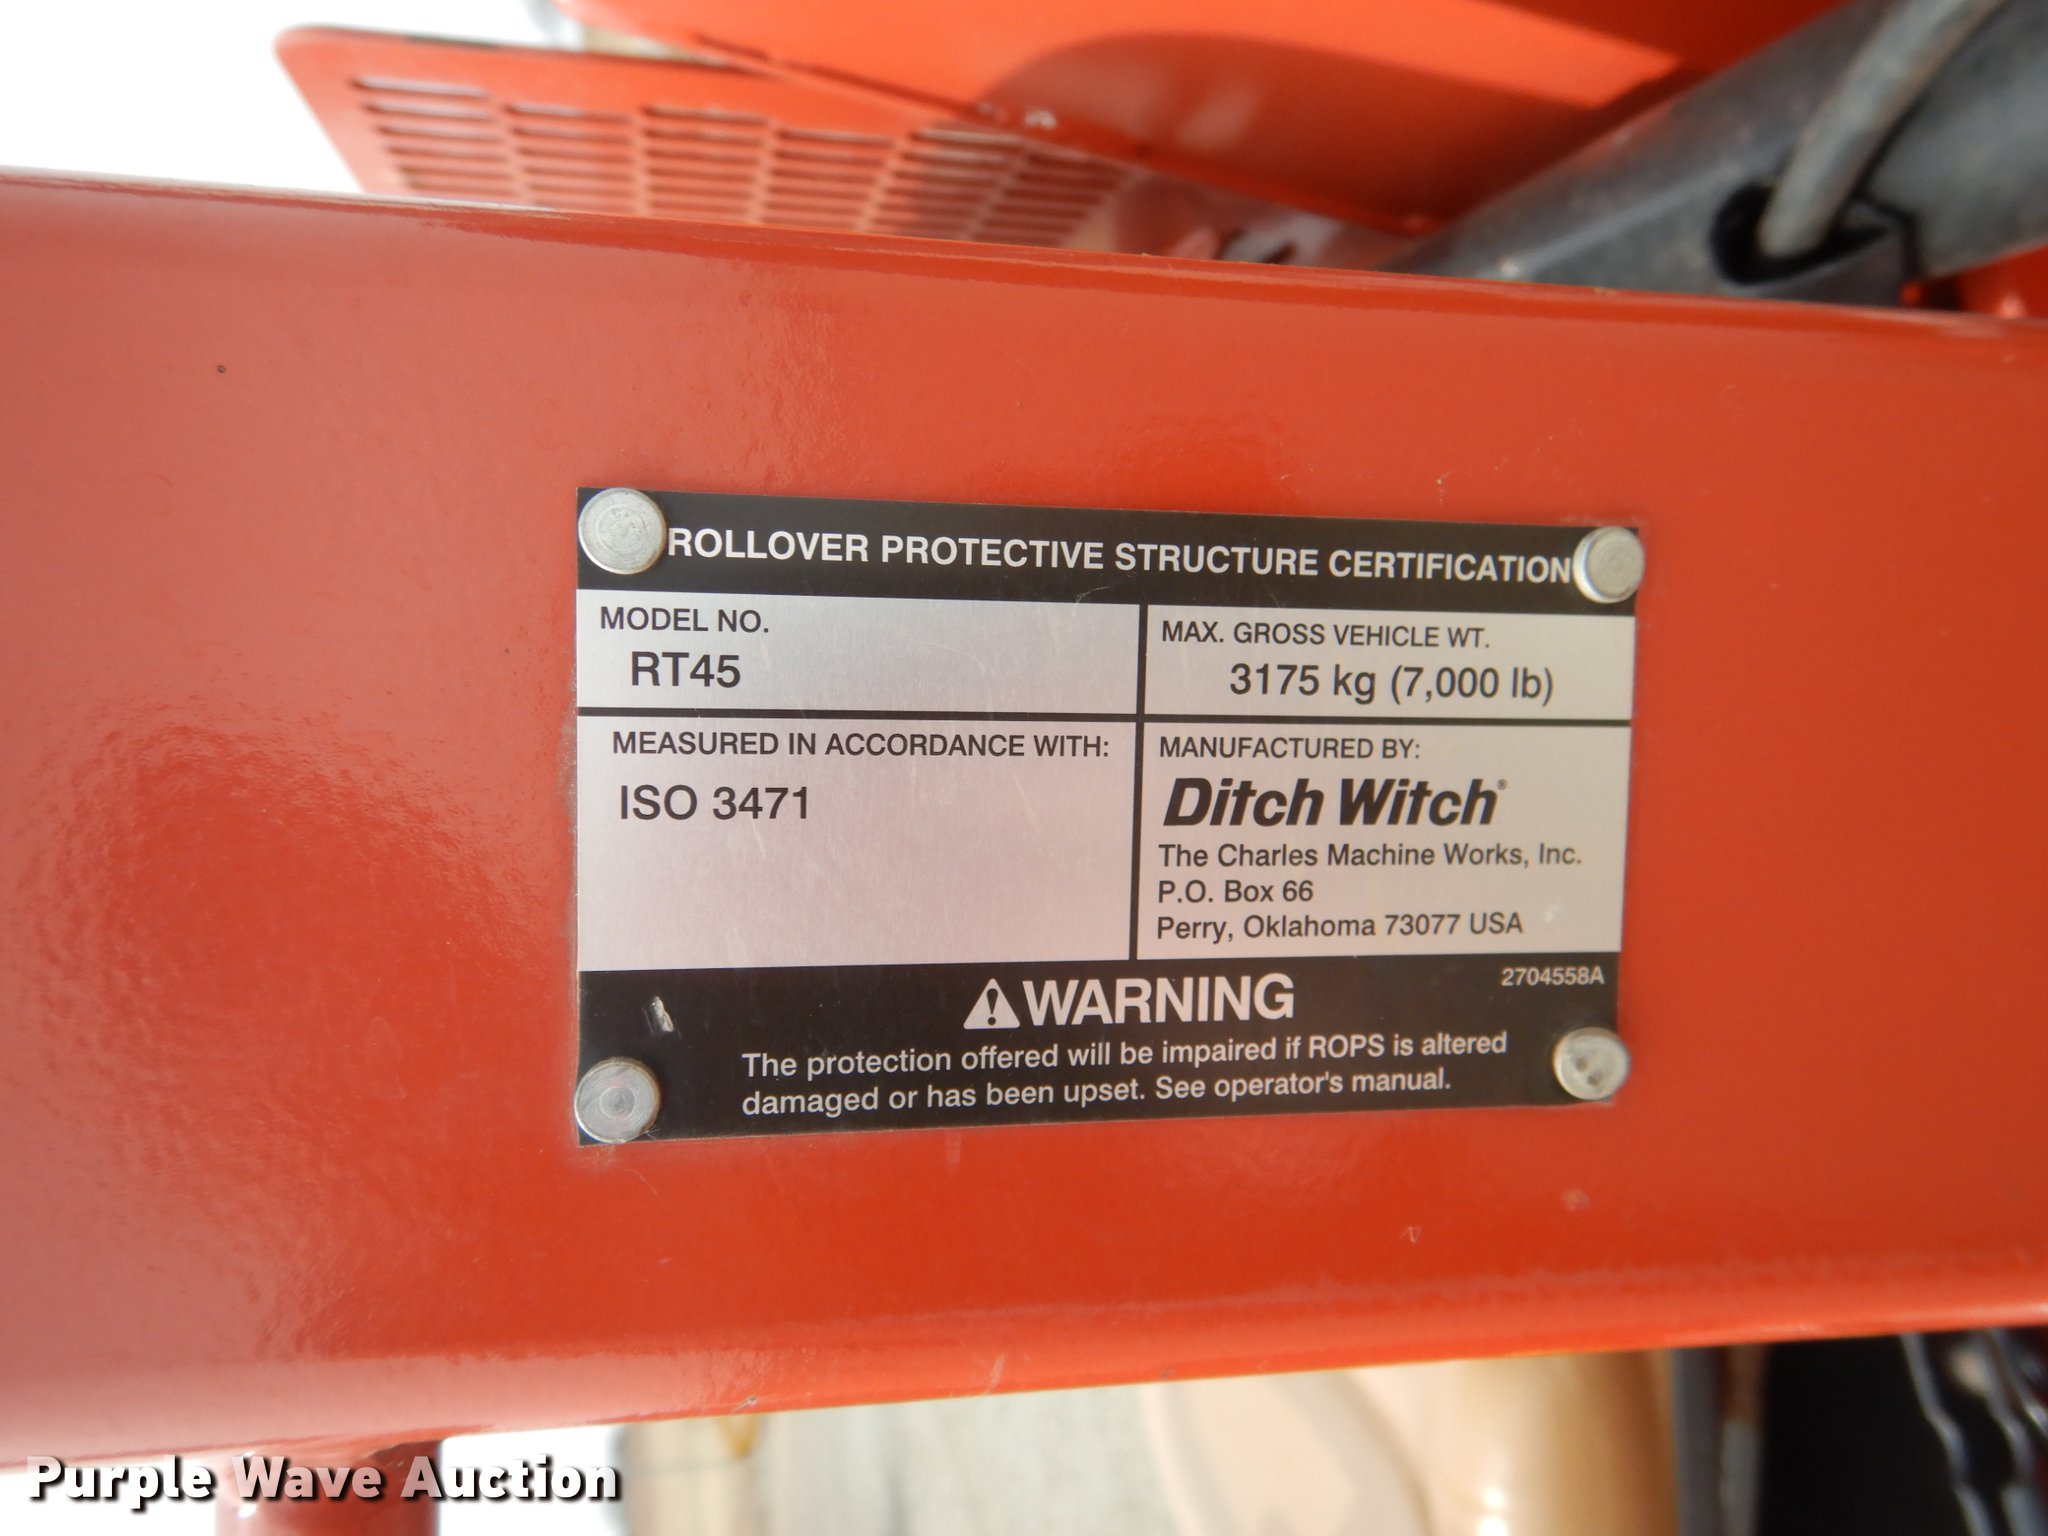 ROLLOVER PROTECTIVE STRUCTURE CERTIFICATION
MODEL NO.
RT45
MAX. GROSS VEHICLE WT.
3175 kg (7,000 lb)
MEASURED IN ACCORDANCE WITH:
ISO 3471
MANUFACTURED BY:
Ditch Witch®
The Charles Machine Works, Inc.
P.O. Box 66
Perry, Oklahoma 73077 USA
2704558A
WARNING
The protection offered will be impaired if ROPS is altered
damaged or has been upset. See operator's manual.
Purple Wave Auction